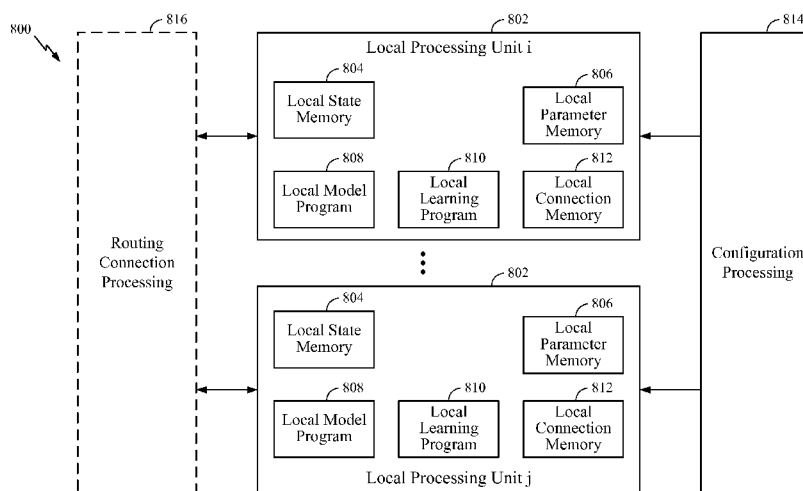 800
816
802
814
Local Processing Unit i
804
Local State
Memory
806
Local
Parameter
Memory
808
Local Model
Program
810
Local
Learning
Program
812
Local
Connection
Memory
Routing
Connection
Processing
Configuration
Processing
802
804
Local State
Memory
806
Local
Parameter
Memory
808
Local Model
Program
810
Local
Learning
Program
812
Local
Connection
Memory
Local Processing Unit j